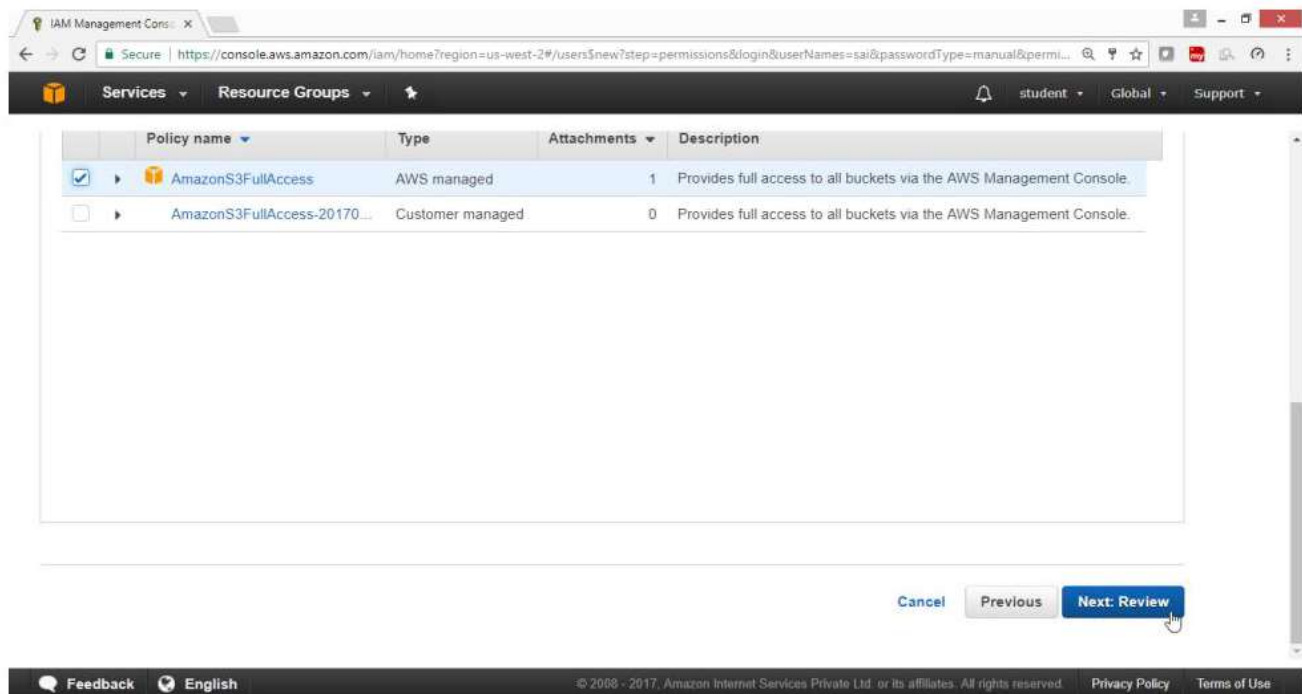 IAM Management Cons
Secure | https://console.aws.amazon.com/iam/home?region=us-west-2#/users$new?step=permissions&login&userNames=sai&passwordType=manual&permi...
my
Services Resource Groups student Global Support
Policy name Type Attachments Description
AmazonS3FullAccess AWS managed 1 Provides full access to all buckets via the AWS Management Console.
AmazonS3FullAccess-20170... Customer managed 0 Provides full access to all buckets via the AWS Management Console.
Cancel Previous Next: Review
Feedback English © 2008 - 2017, Amazon Internet Services Private Ltd. or its affiliates. All rights reserved. Privacy Policy Terms of Use